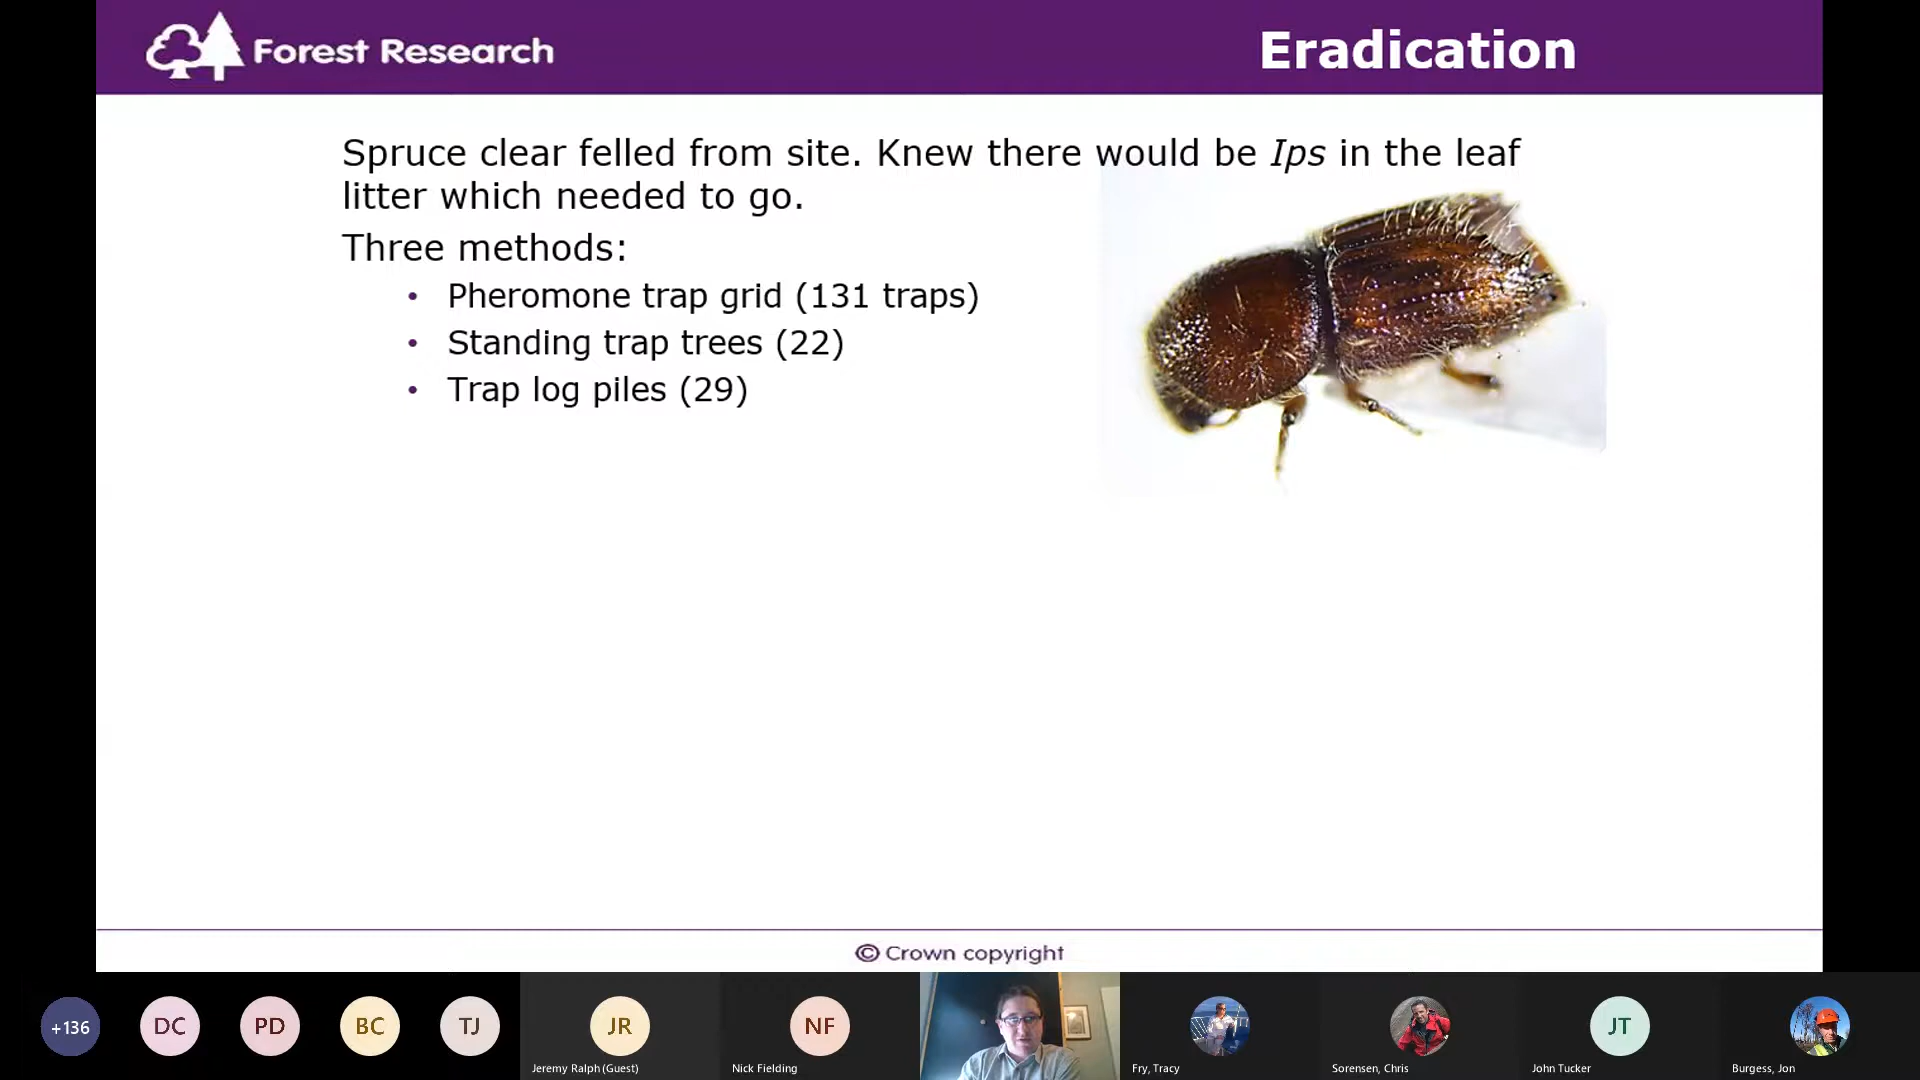 Forest Research
Eradication
Spruce clear felled from site. Knew there would be Ips in the leaf
litter which needed to go.
Three methods:
• Pheromone trap grid (131 traps)
• Standing trap trees (22)
• Trap log piles (29)
© Crown copyright
+136
DC
PD
BC
TJ
JR
Jeremy Ralph (Guest)
NF
Nick Fielding
Fry, Tracy
Sorensen, Chris
JT
John Tucker
Burgess, Jon